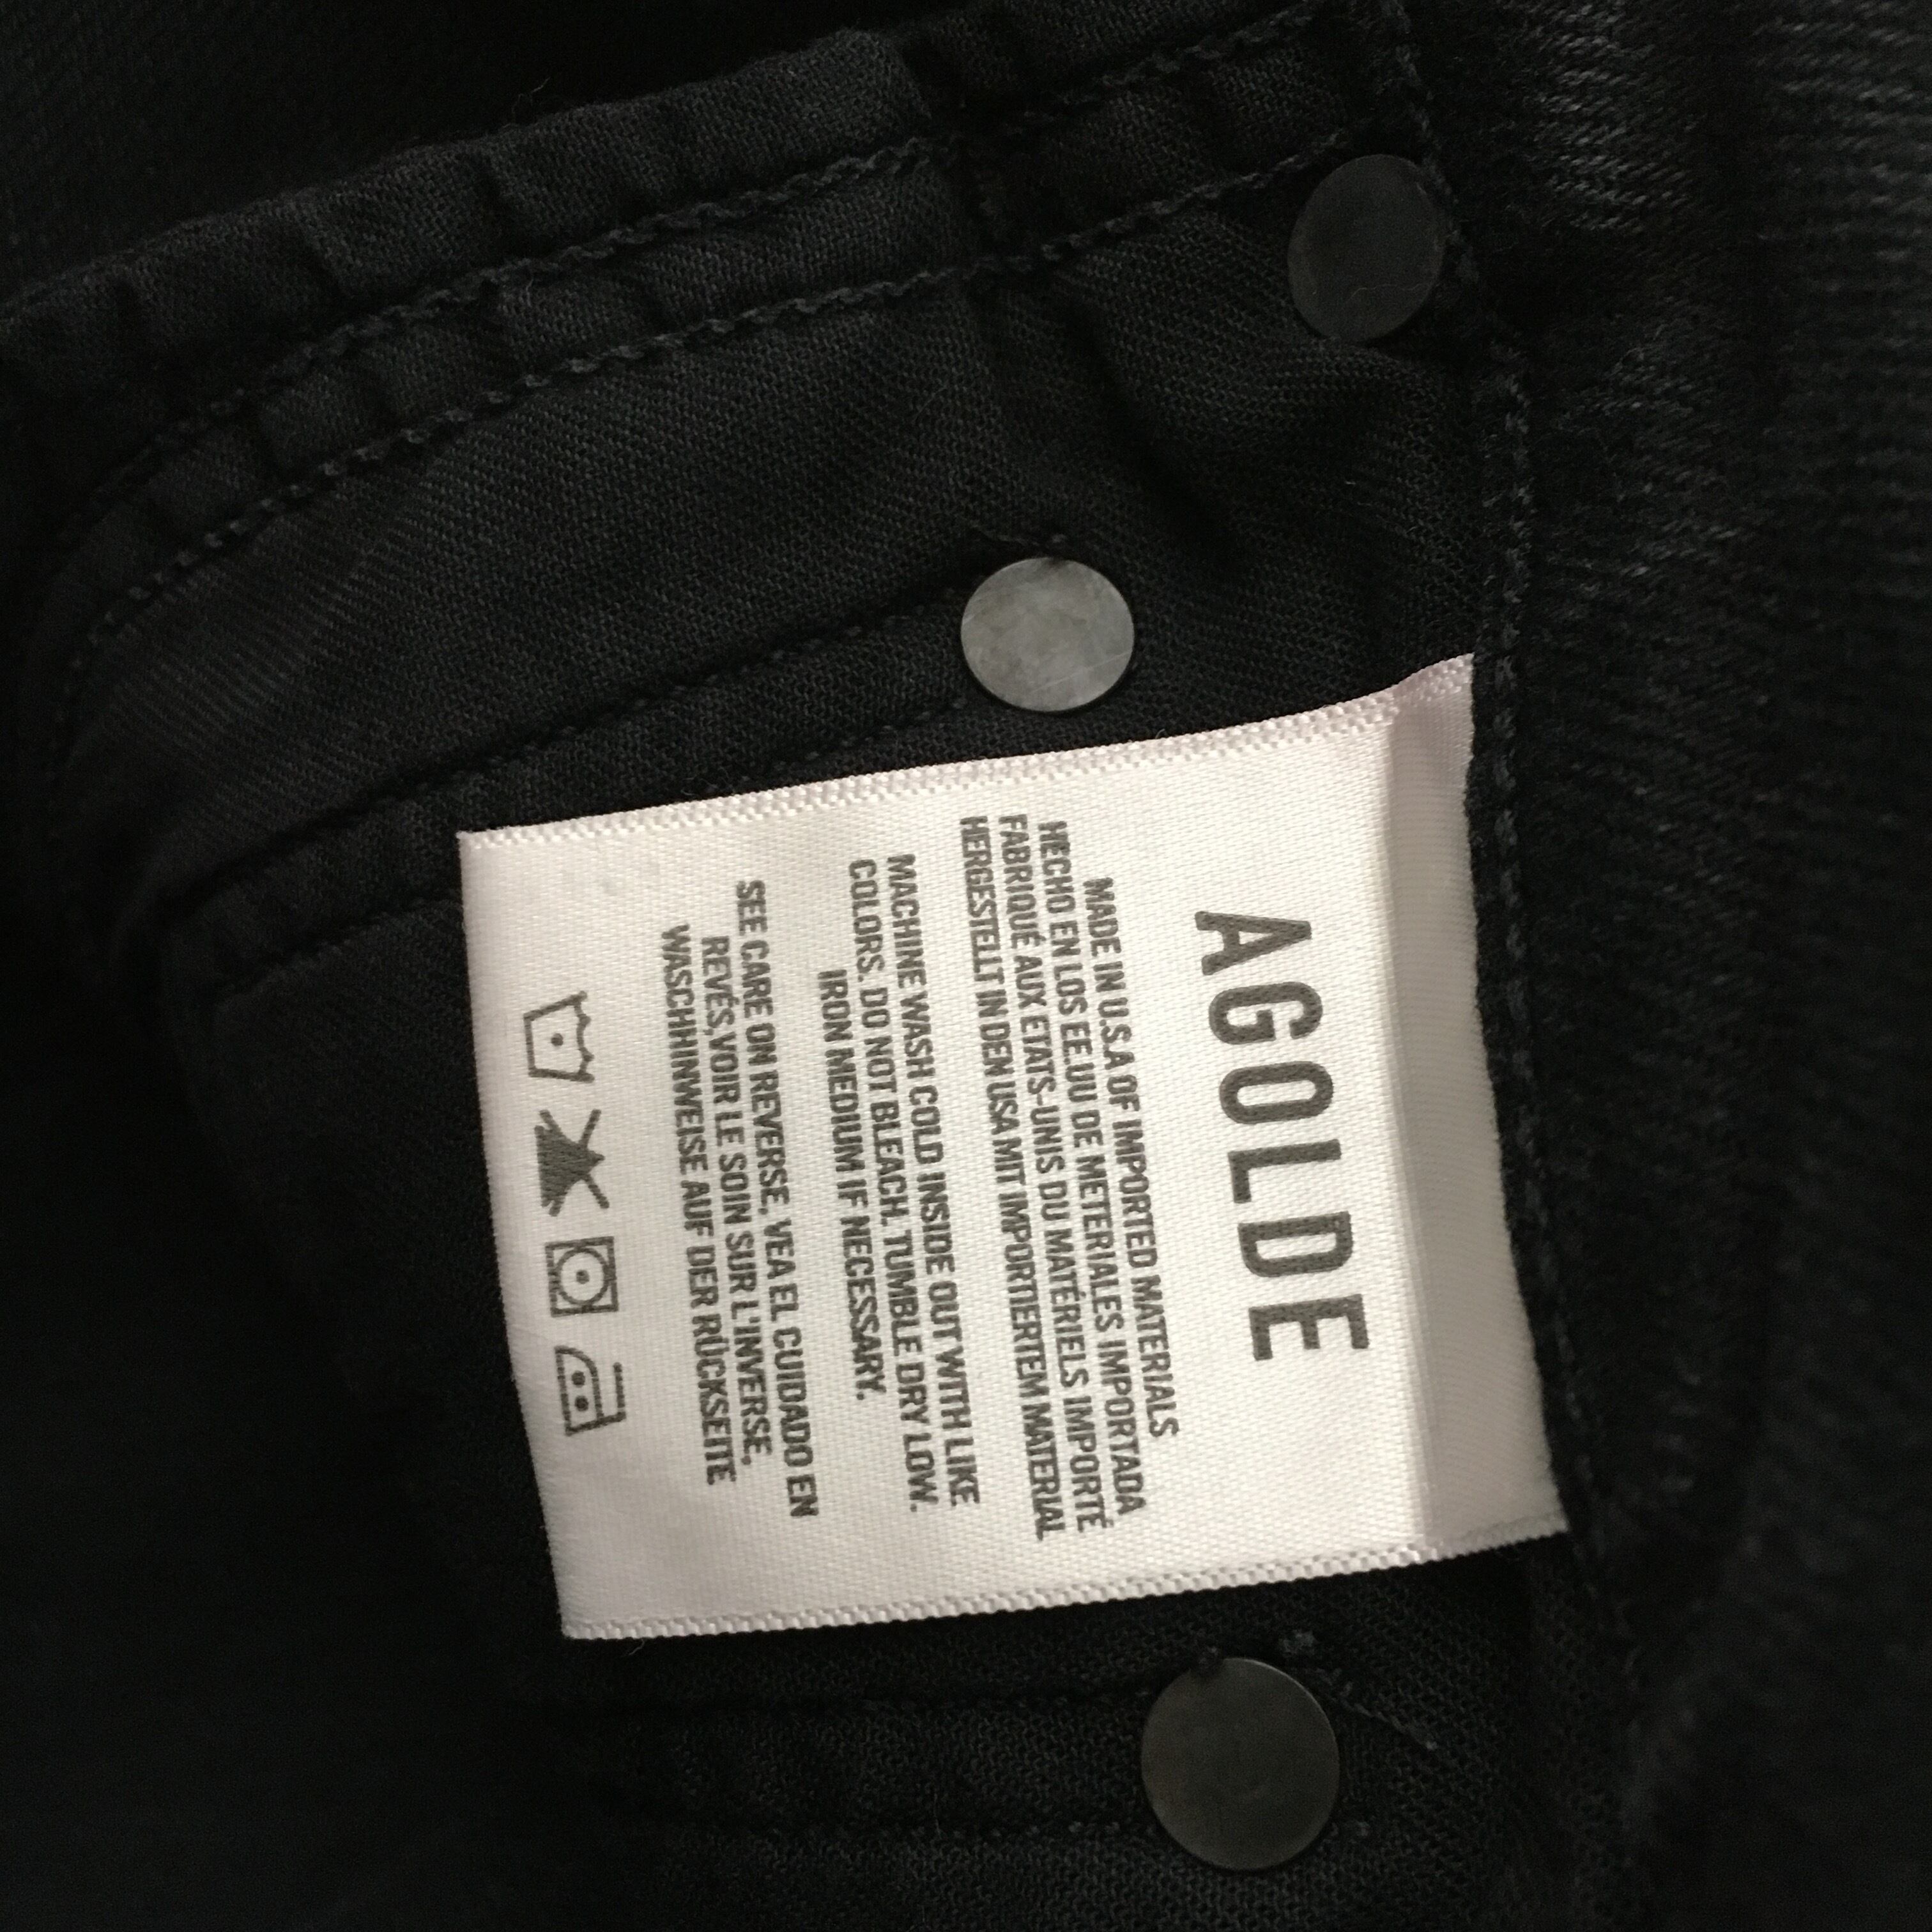 AGOLDE
MADE IN U.S.A OF IMPORTED MATERIALS
HECHO EN LOS EE.UU DE METERIALES IMPORTADA
FABRIQUÉ AUX ETATS-UNIS DU MATÉRIELS IMPORTÉ
HERGESTELLT IN DEN USA MIT IMPORTIERTEM MATERIAL
MACHINE WASH COLD INSIDE OUT WITH LIKE
COLORS. DO NOT BLEACH. TUMBLE DRY LOW.
IRON MEDIUM IF NECESSARY.
SEE CARE ON REVERSE, VEA EL CUIDADO EN
REVÉS,VOIR LE SOIN SUR L'INVERSE,
WASCHHINWEISE AUF DER RÜCKSEITE